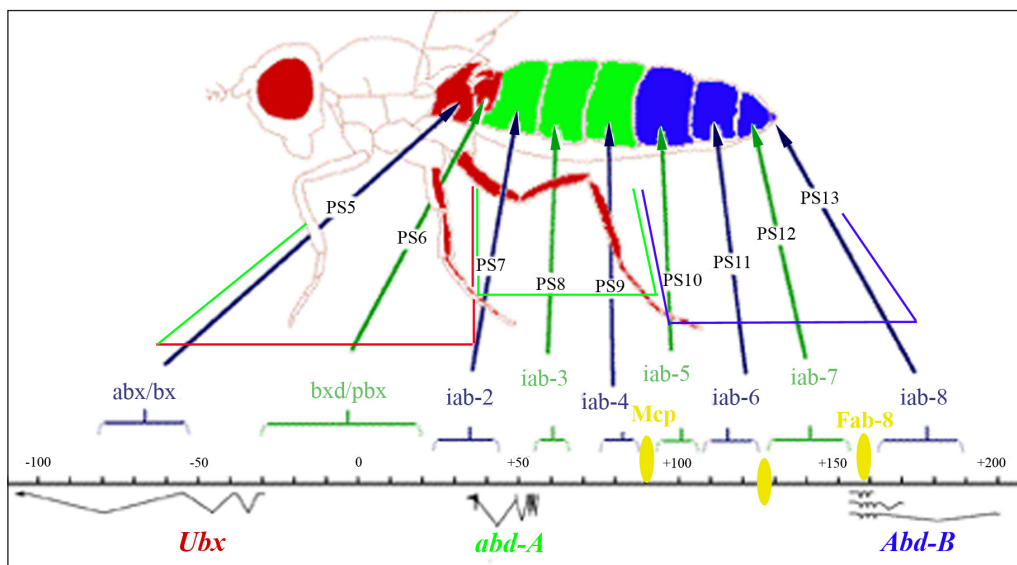 PS5
PS6
PS7
PS8
PS9
PS10
PS11
PS12
PS13
abx/bx
bxd/pbx
iab-2
iab-3
iab-4
iab-5
iab-6
iab-7
iab-8
Mcp
Fab-8
-100 -50 0 +50 +100 +150 +200
Ubx abd-A Abd-B